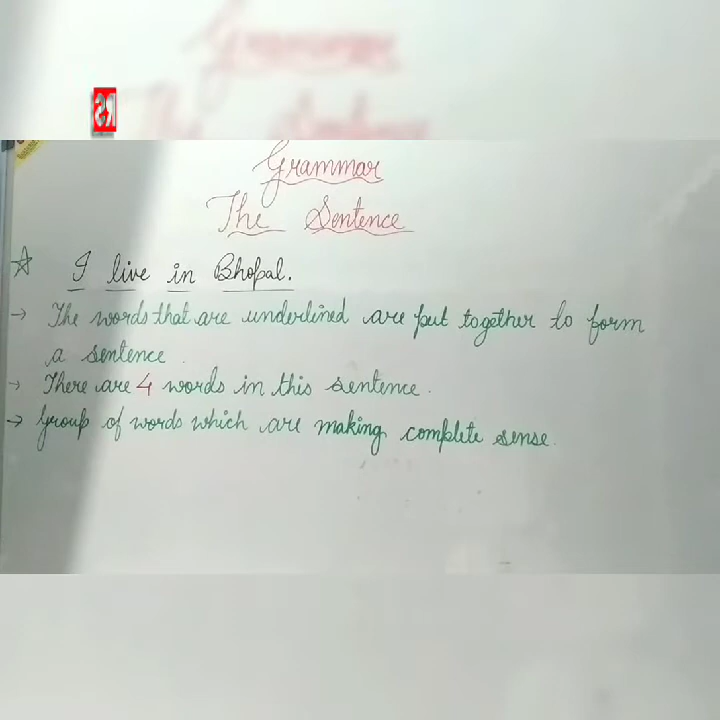 Grammar
The Sentence
I live in Bhopal.
→ The words that are underlined are put together to form
a sentence.
→ There are 4 words in this sentence.
→ Group of words which are making complete sense.